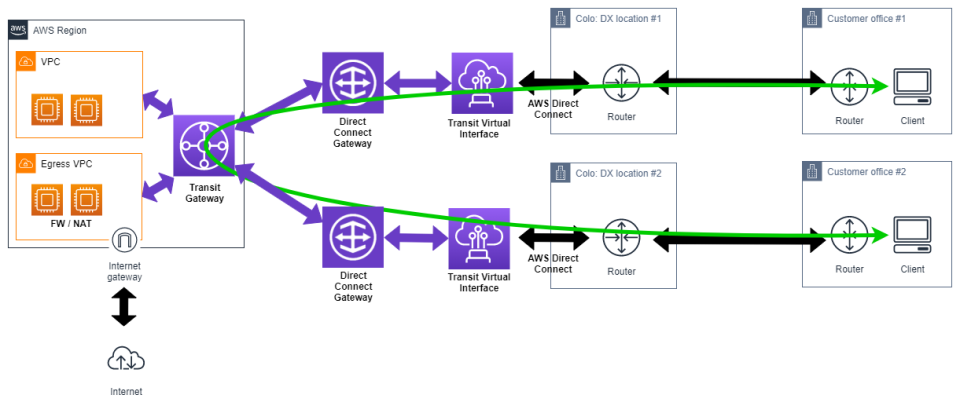 aws
AWS Region
VPC
Egress VPC
FW / NAT
Internet
gateway
Internet
Transit
Gateway
Direct
Connect
Gateway
Transit Virtual
Interface
AWS Direct
Connect
Colo: DX location #1
Router
Customer office #1
Router
Client
Direct
Connect
Gateway
Transit Virtual
Interface
AWS Direct
Connect
Colo: DX location #2
Router
Customer office #2
Router
Client